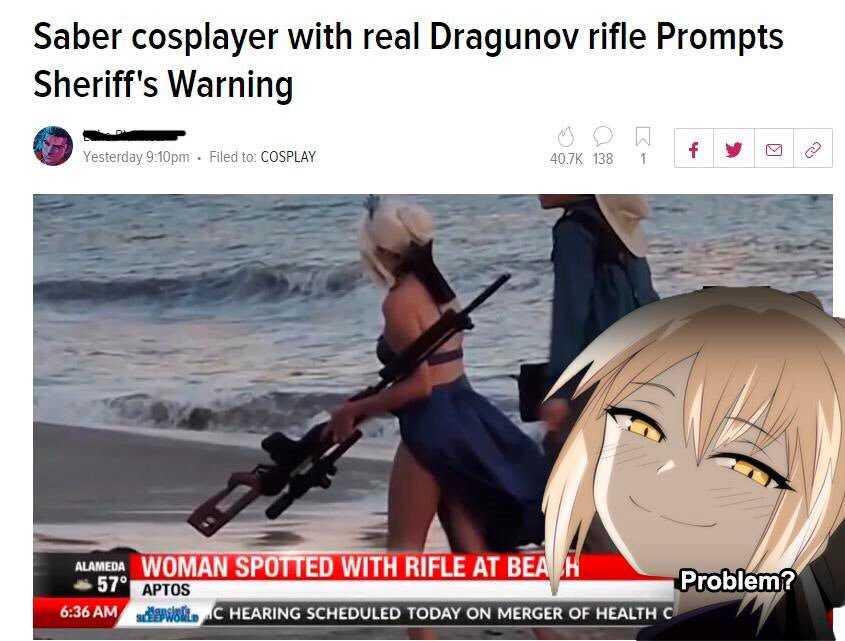 Saber cosplayer with real Dragunov rifle Prompts
Sheriff's Warning
Yesterday 9:10pm • Filed to: COSPLAY
40.7K 138 1
ALAMEDA
57°
WOMAN SPOTTED WITH RIFLE AT BEACH
APTOS
6:36 AM
SLEEPWORLD
IC HEARING SCHEDULED TODAY ON MERGER OF HEALTH C
Problem?